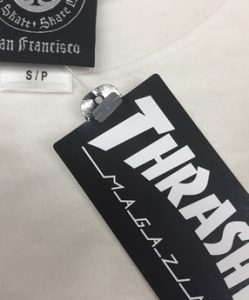 Skate
San Francisco
S/P
THRASH
MAGAZI